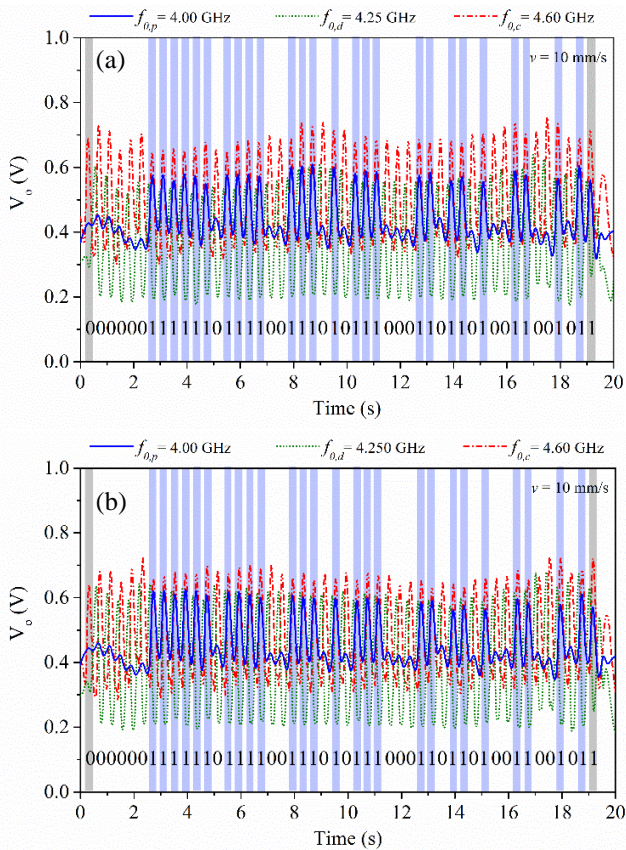 f0,p = 4.00 GHz f0,d = 4.25 GHz f0,c = 4.60 GHz
(a)
v = 10 mm/s
Vo (V)
1.0
0.8
0.6
0.4
0.2
0.0
000000111111011110011101011100011011010011001011
0 2 4 6 8 10 12 14 16 18 20
Time (s)
f0,p = 4.00 GHz f0,d = 4.250 GHz f0,c = 4.60 GHz
(b)
v = 10 mm/s
Vo (V)
1.0
0.8
0.6
0.4
0.2
0.0
000000111111011110011101011100011011010011001011
0 2 4 6 8 10 12 14 16 18 20
Time (s)